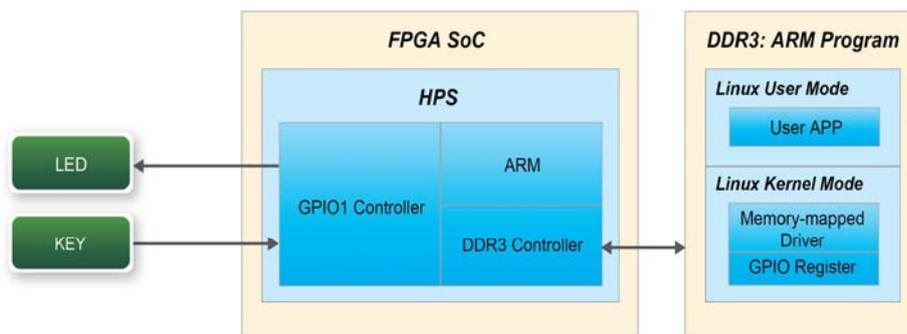 FPGA SoC
HPS
LED
KEY
GPIO1 Controller
ARM
DDR3 Controller
DDR3: ARM Program
Linux User Mode
User APP
Linux Kernel Mode
Memory-mapped
Driver
GPIO Register